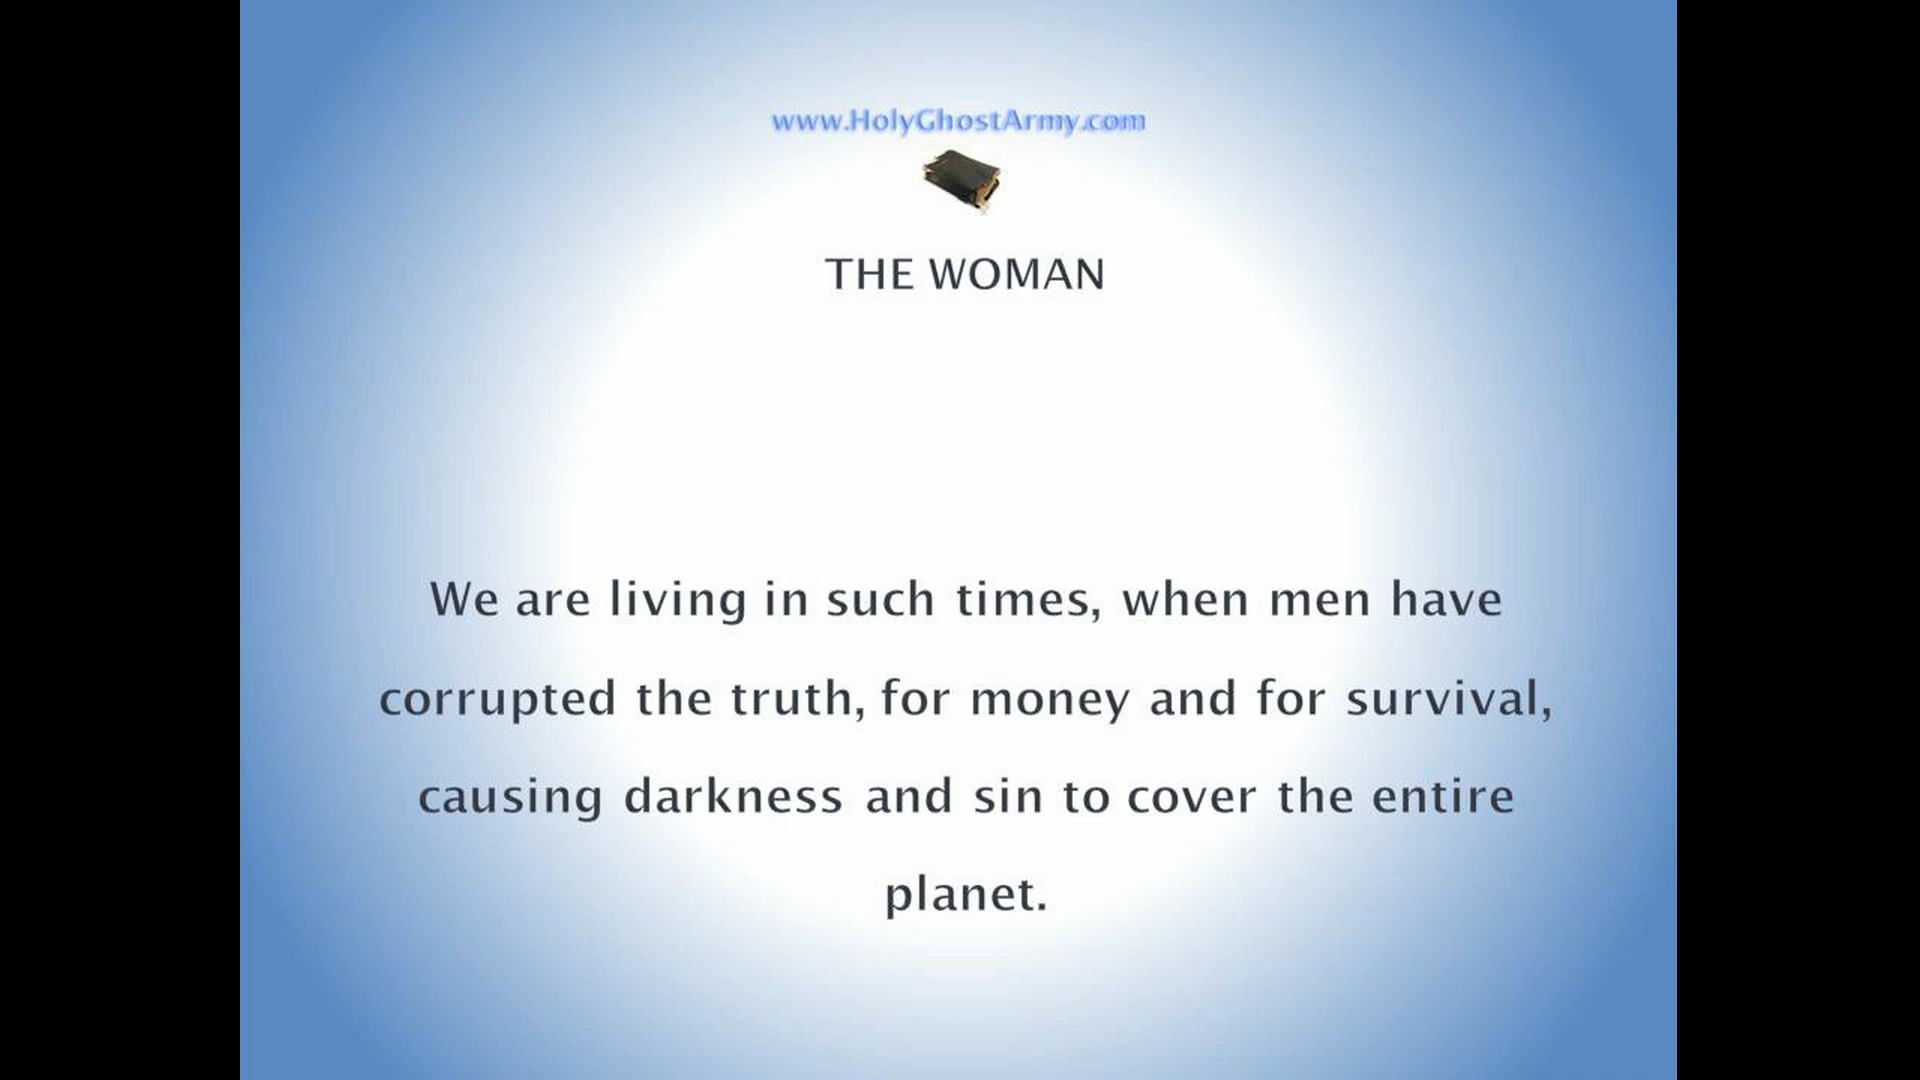 www.HolyGhostArmy.com
THE WOMAN
We are living in such times, when men have
corrupted the truth, for money and for survival,
causing darkness and sin to cover the entire
planet.